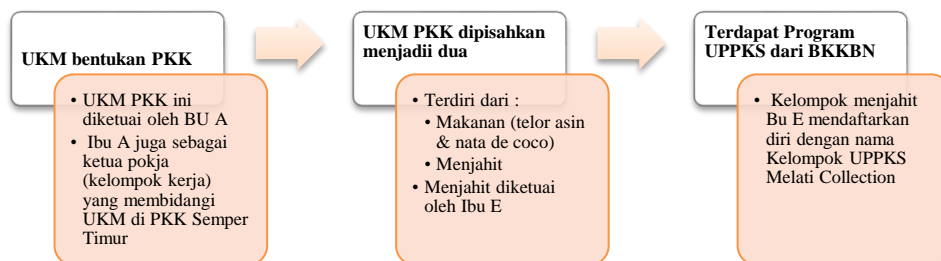 UKM bentukan PKK
• UKM PKK ini
diketuai oleh BU A
• Ibu A juga sebagai
ketua pokja
(kelompok kerja)
yang membidangi
UKM di PKK Semper
Timur
UKM PKK dipisahkan
menjadii dua
• Terdiri dari :
• Makanan (telor asin
& nata de coco)
• Menjahit
• Menjahit diketuai
oleh Ibu E
Terdapat Program
UPPKS dari BKKBN
• Kelompok menjahit
Bu E mendaftarkan
diri dengan nama
Kelompok UPPKS
Melati Collection